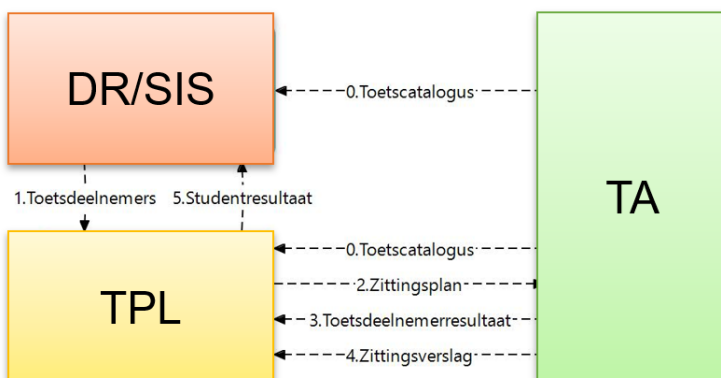 DR/SIS
0.Toetscatalogus
TA
1.Toetsdeelnemers
5.Studentresultaat
TPL
0.Toetscatalogus
2.Zittingsplan
3.Toetsdeelnemerresultaat
4.Zittingsverslag